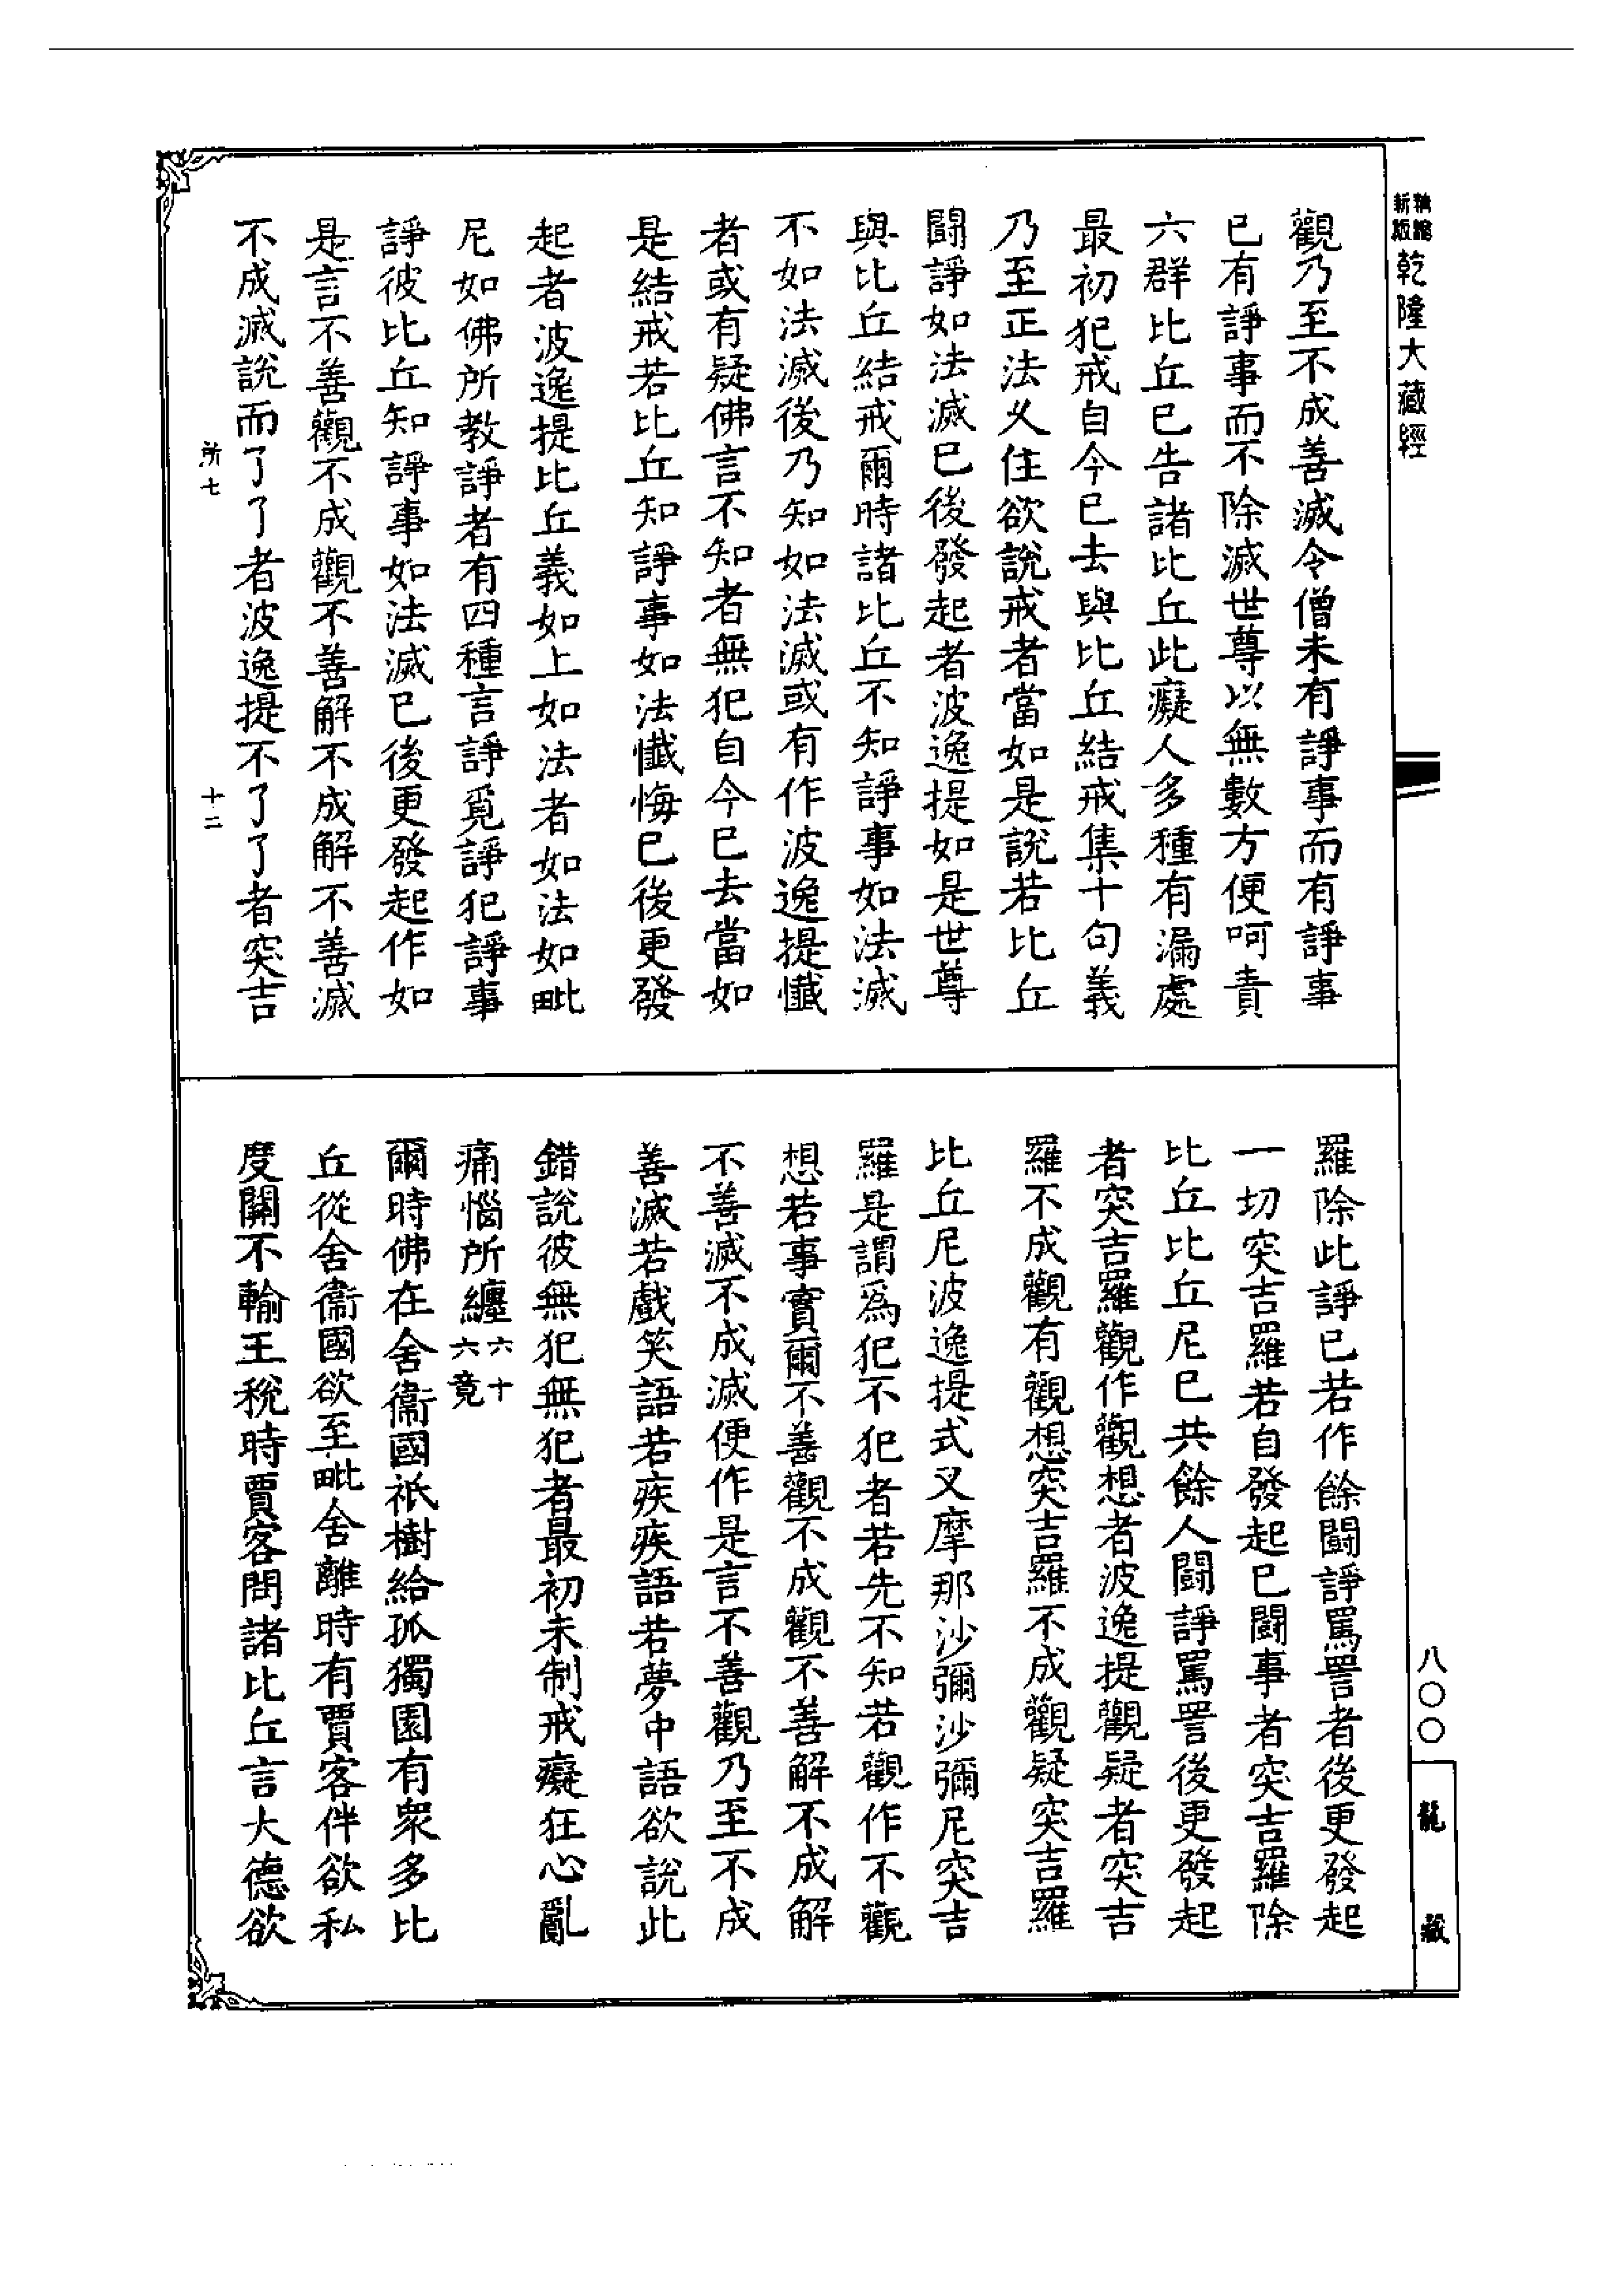 新版
乾隆大藏經
觀乃至不成善滅令僧未有諍事而有諍事
已有諍事而不除滅世尊以無數方便呵責
六群比丘已告諸比丘此癡人多種有漏處
最初犯戒自今已去與比丘結戒集十句義
乃至正法久住欲說戒者當如是說若比丘
鬪諍如法滅已後發起者波逸提如是世尊
與比丘結戒爾時諸比丘不知諍事如法滅
不如法滅後乃知如法滅或有作波逸提懺
者或有疑佛言不知者無犯自今已去當如
是結戒若比丘知諍事如法懺悔已後更發
起者波逸提比丘義如上如法者如法如毗
尼如佛所教諍者有四種言諍覓諍犯諍事
諍彼比丘知諍事如法滅已後更發起作如
是言不善觀不成觀不善解不成解不善滅
不成滅說而了了者波逸提不了了者突吉
所七
十二
羅除此諍已若作餘鬪諍罵詈者後更發起
一切突吉羅若自發起已鬪事者突吉羅除
比丘比丘尼已共餘人鬪諍罵詈後更發起
者突吉羅觀作觀想者波逸提觀疑者突吉
羅不成觀有觀想突吉羅不成觀疑突吉羅
比丘尼波逸提式叉摩那沙彌沙彌尼突吉
羅是謂為犯不犯者若先不知若觀作不觀
想若事實爾不善觀不成觀不善解不成解
不善滅不成滅便作是言不善觀乃至不成
善滅若戲笑語若疾疾語若夢中語欲說此
錯說彼無犯無犯者最初未制戒癡狂心亂
痛惱所纏六十六竟
爾時佛在舍衛國祇樹給孤獨園有眾多比
丘從舍衛國欲至毗舍離時有賈客伴欲私
度關不輸王稅時賈客問諸比丘言大德欲
八〇〇
龍藏